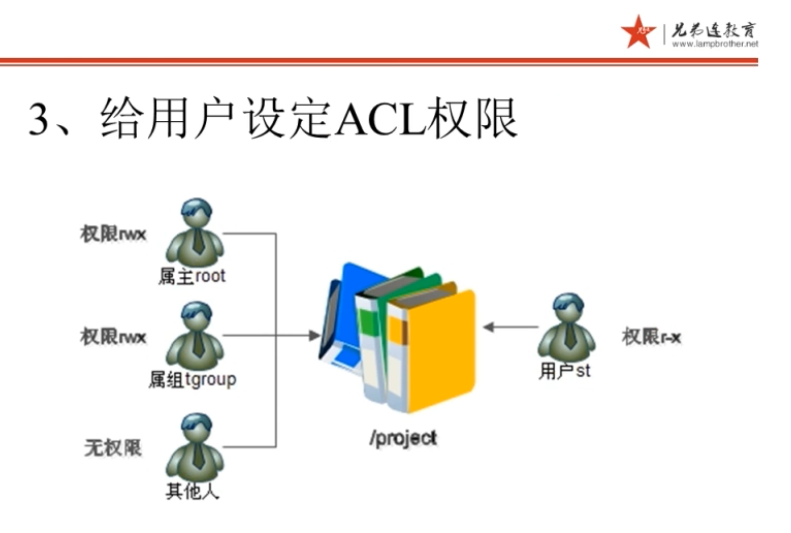 兄弟连教育
www.lampbrother.net
3、给用户设定ACL权限
权限rwx
属主root
权限rwx
属组tgroup
无权限
其他人
/project
用户st
权限r-x